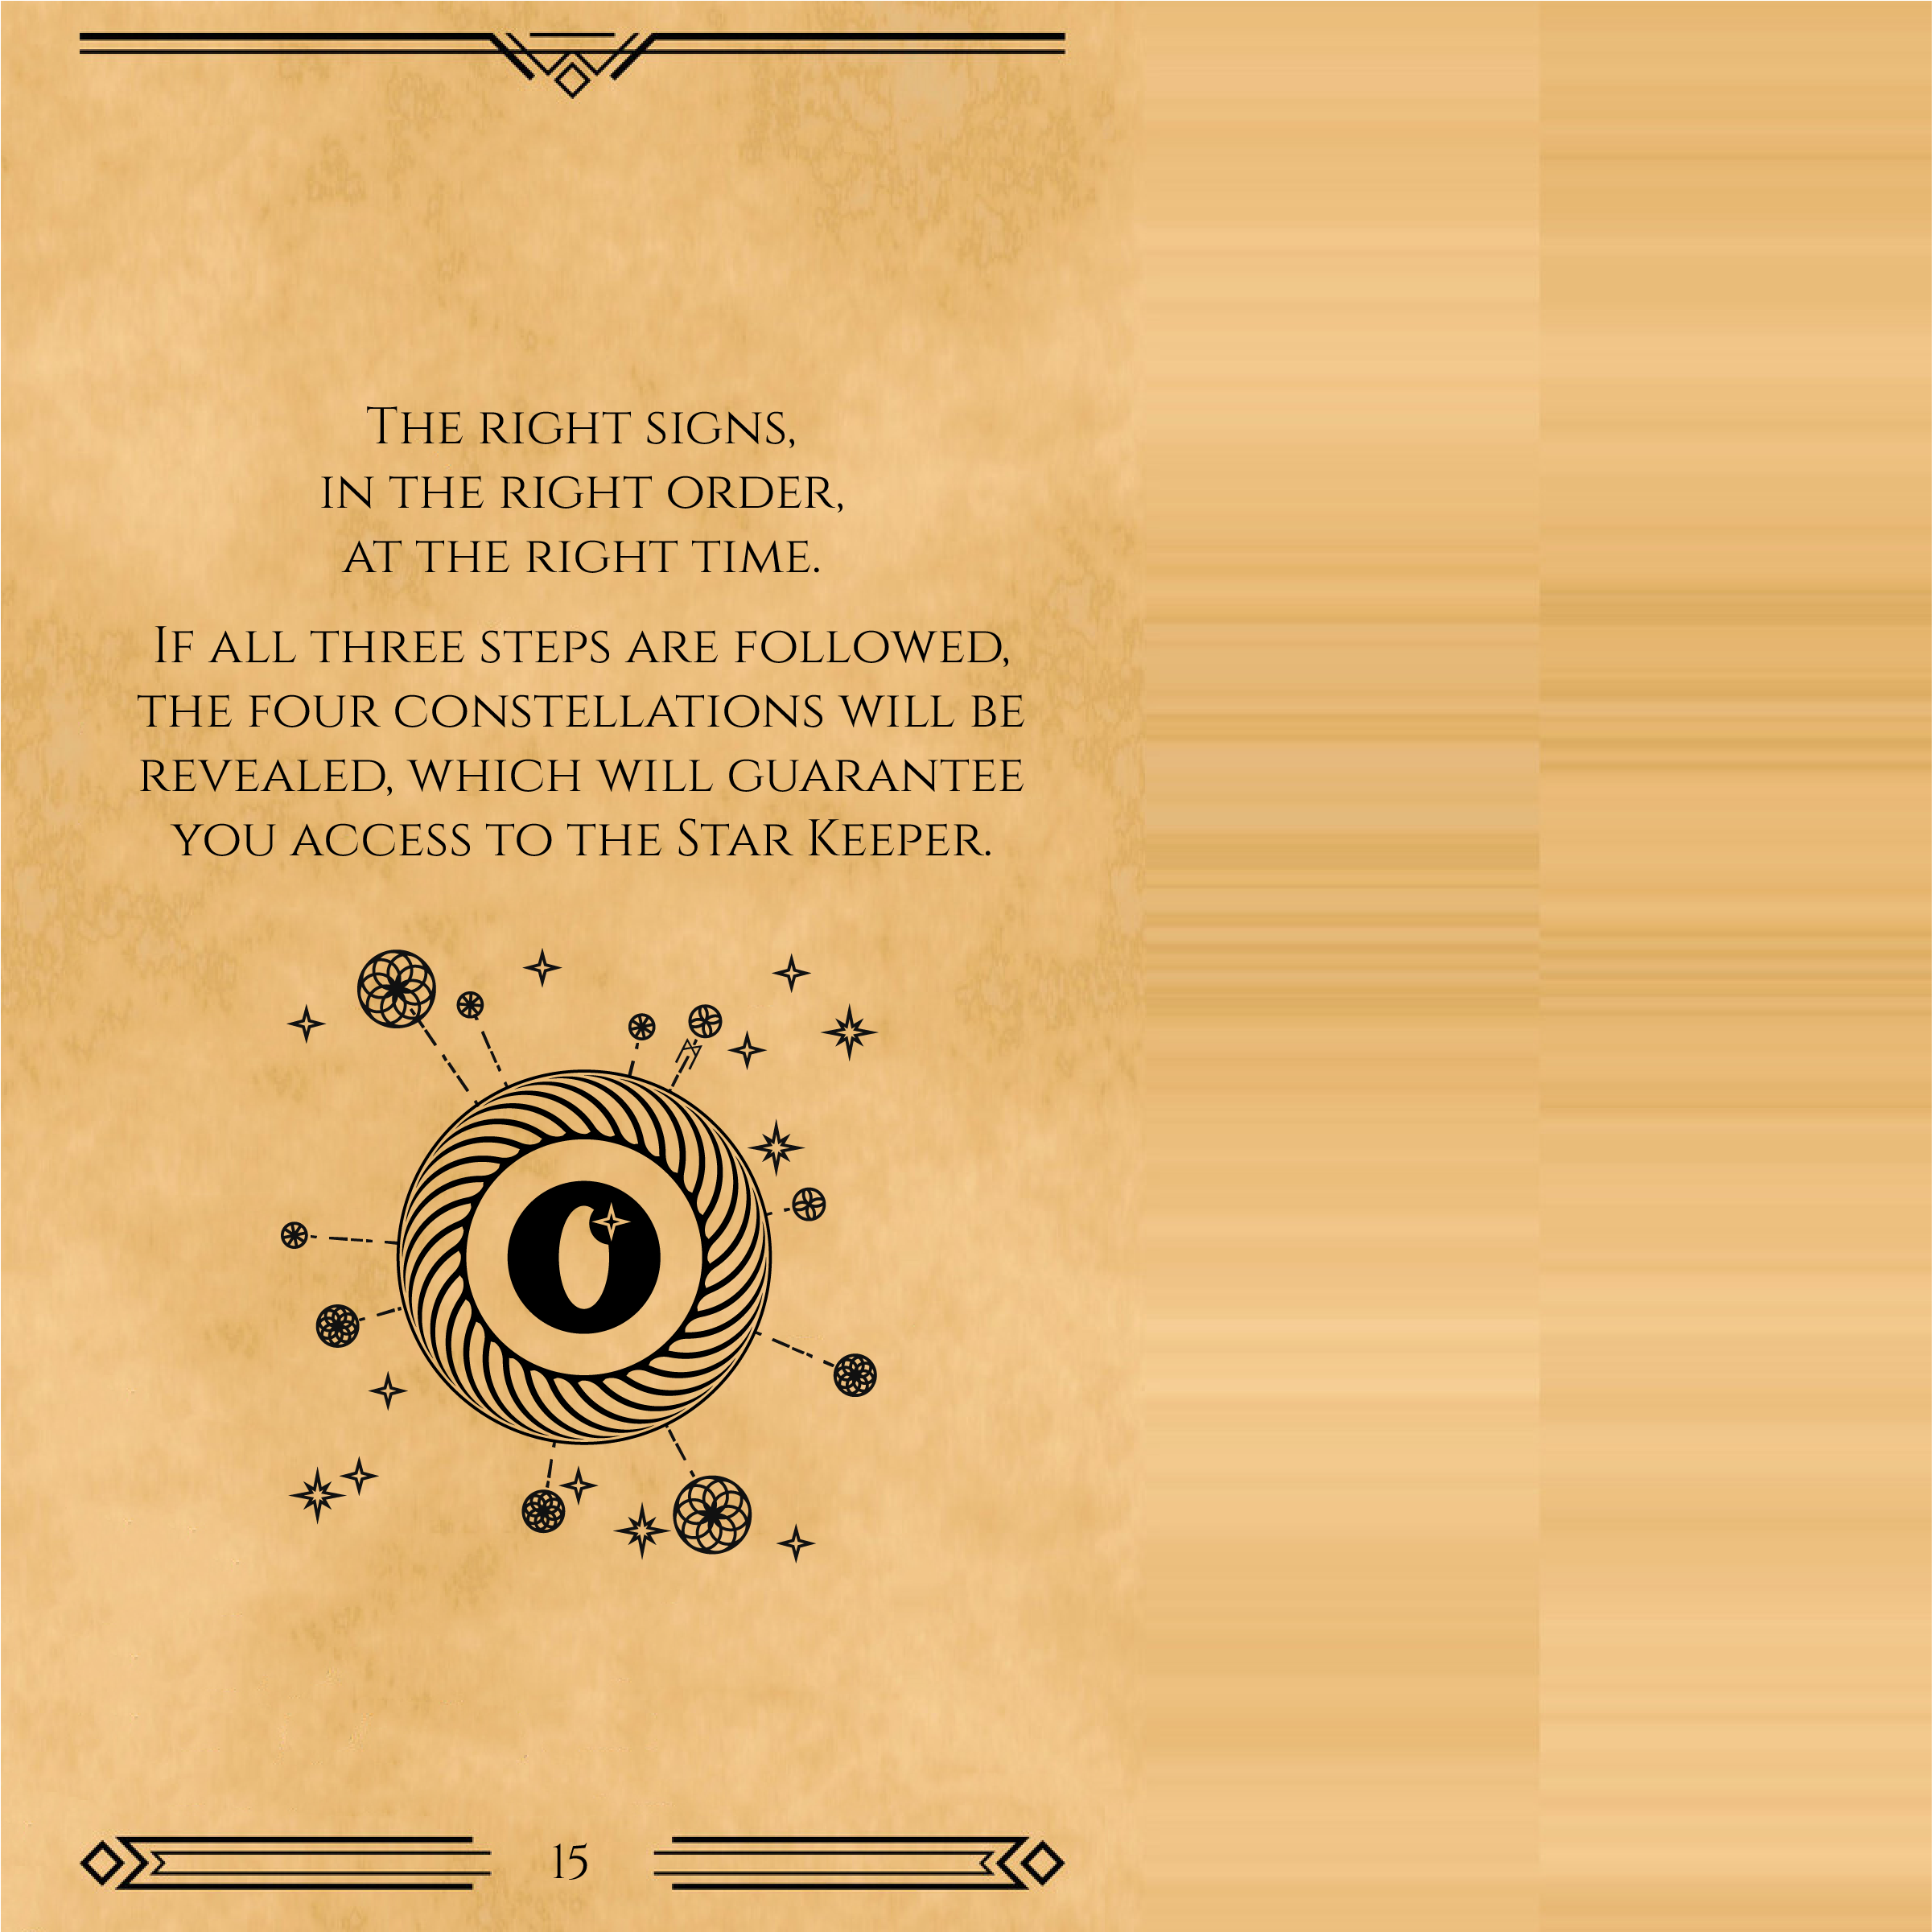 The right signs,
in the right order,
at the right time.
If all three steps are followed,
the four constellations will be
revealed, which will guarantee
you access to the Star Keeper.
15